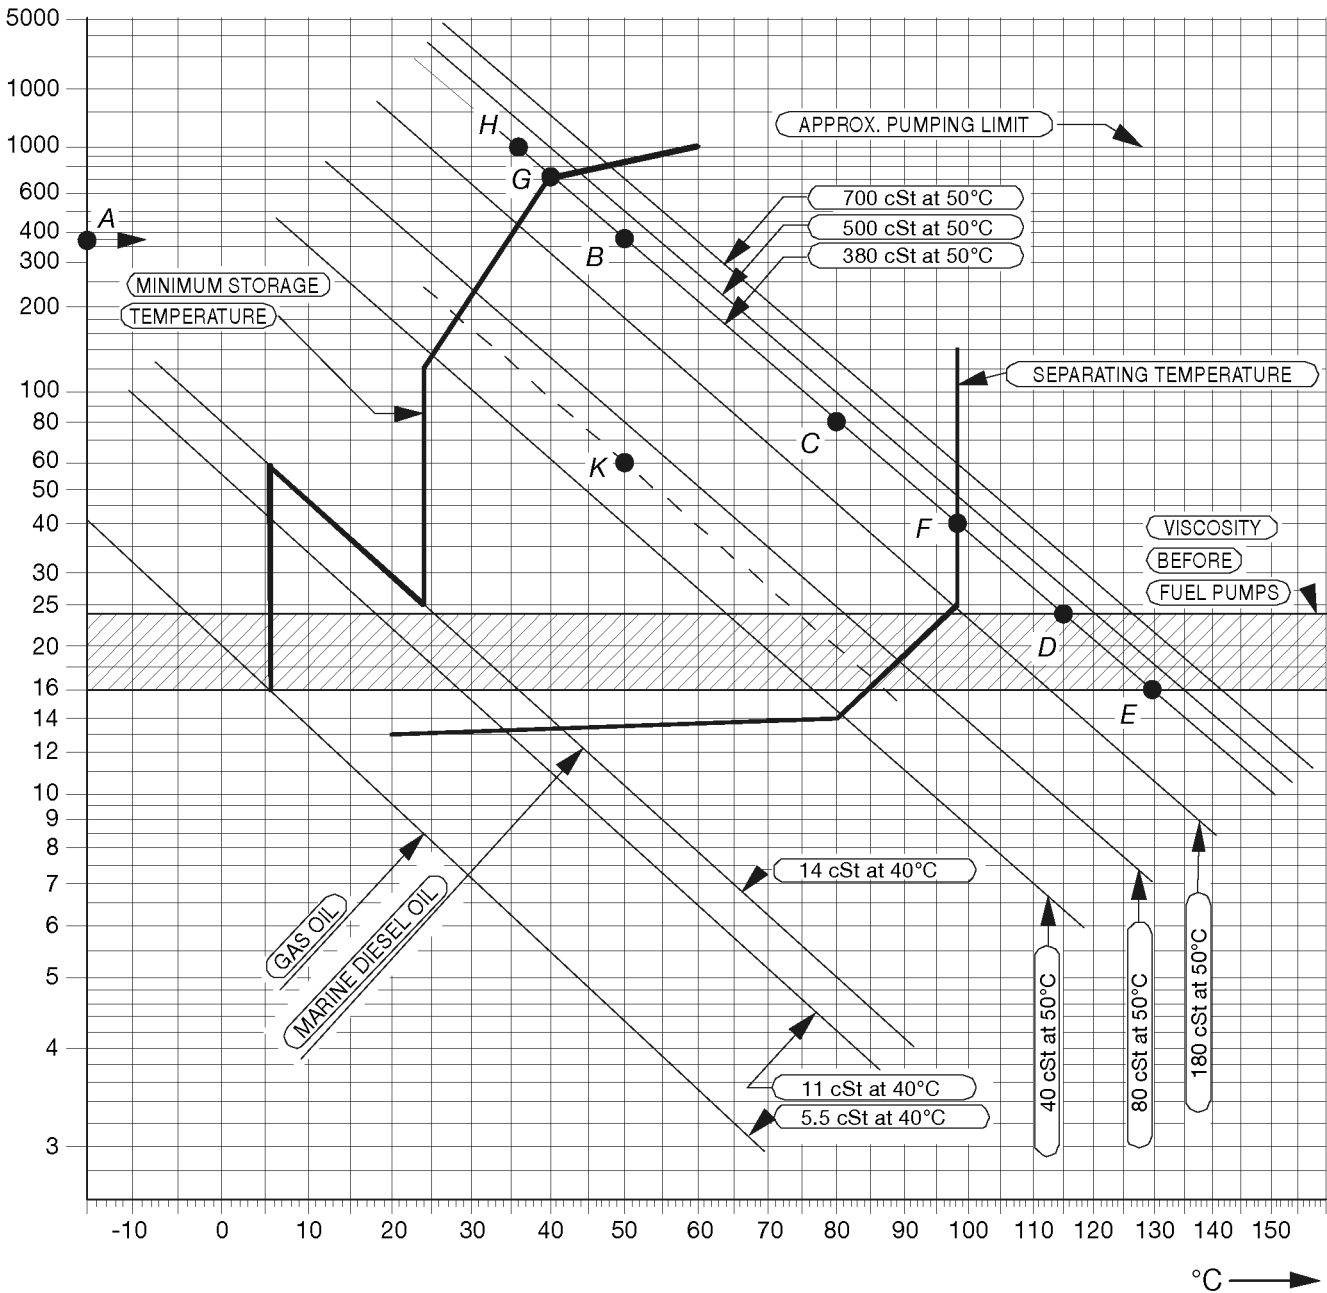 5000
1000
1000
600
400
300
200
100
80
60
50
40
30
25
20
16
14
12
10
9
8
7
6
5
4
3
H
G
A
B
C
K
F
D
E
APPROX. PUMPING LIMIT
700 cSt at 50°C
500 cSt at 50°C
380 cSt at 50°C
MINIMUM STORAGE
TEMPERATURE
SEPARATING TEMPERATURE
VISCOSITY
BEFORE
FUEL PUMPS
14 cSt at 40°C
11 cSt at 40°C
5.5 cSt at 40°C
GAS OIL
MARINE DIESEL OIL
40 cSt at 50°C
80 cSt at 50°C
180 cSt at 50°C
-10 0 10 20 30 40 50 60 70 80 90 100 110 120 130 140 150
°C